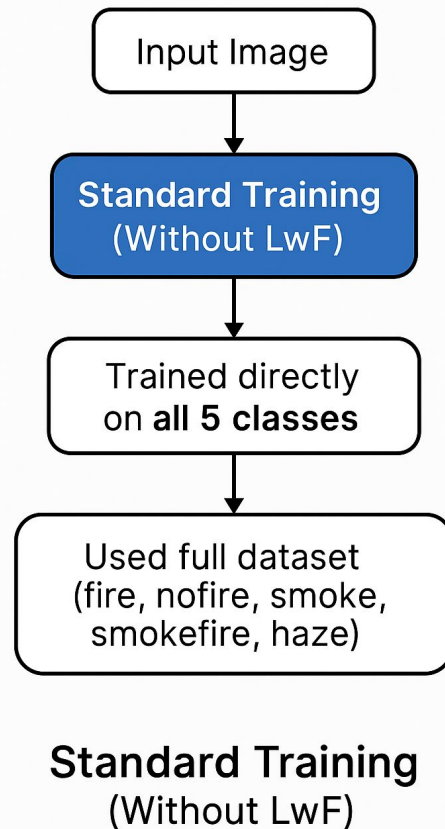 Input Image
Standard Training
(Without LwF)
Trained directly
on all 5 classes
Used full dataset
(fire, nofire, smoke,
smokefire, haze)
Standard Training
(Without LwF)